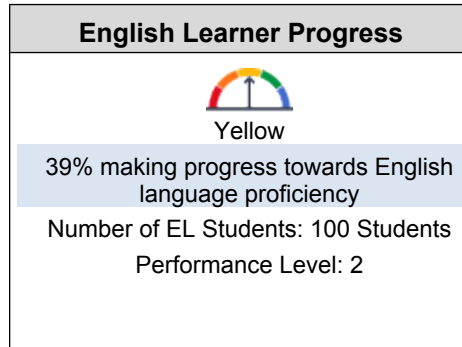 English Learner Progress
Yellow
39% making progress towards English
language proficiency
Number of EL Students: 100 Students
Performance Level: 2